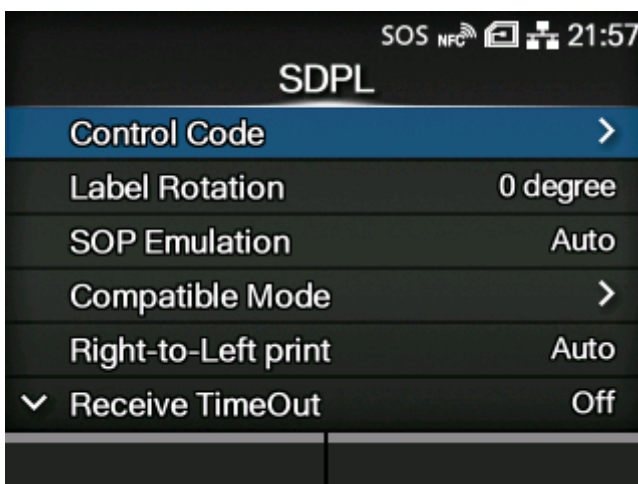 SOS NFC 21:57
SDPL
Control Code
Label Rotation 0 degree
SOP Emulation Auto
Compatible Mode
Right-to-Left print Auto
Receive TimeOut Off